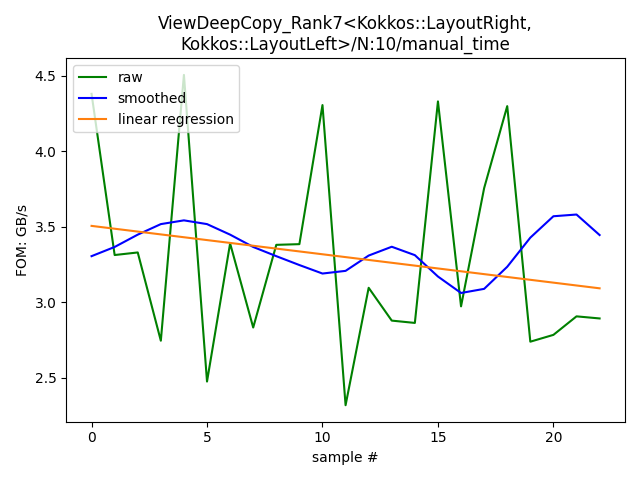 ViewDeepCopy_Rank7<Kokkos::LayoutRight,
Kokkos::LayoutLeft>/N:10/manual_time
raw
smoothed
linear regression
FOM: GB/s
4.5
4.0
3.5
3.0
2.5
0
5
10
15
20
sample #